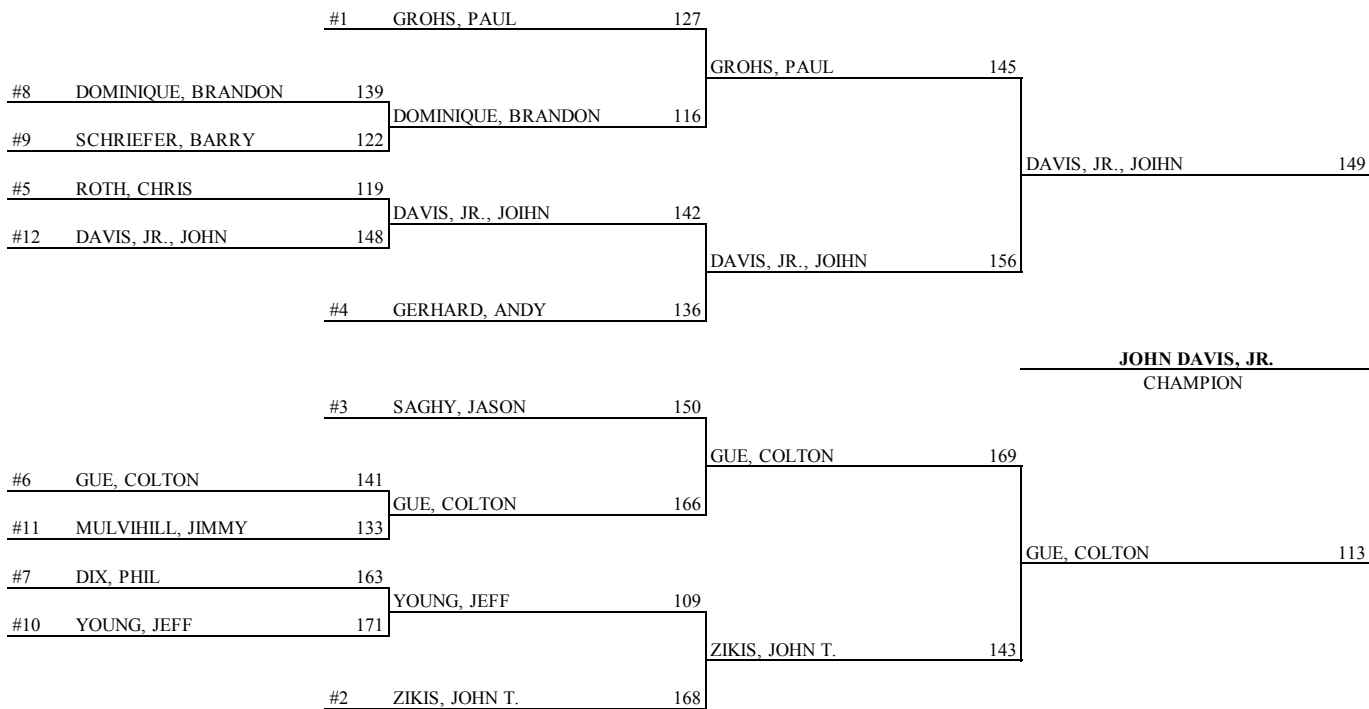 #1 GROHS, PAUL 127
GROHS, PAUL 145
#8 DOMINIQUE, BRANDON 139
DOMINIQUE, BRANDON 116
#9 SCHRIEFER, BARRY 122
DAVIS, JR., JOIHN 149
#5 ROTH, CHRIS 119
DAVIS, JR., JOIHN 142
#12 DAVIS, JR., JOHN 148
DAVIS, JR., JOIHN 156
#4 GERHARD, ANDY 136
JOHN DAVIS, JR.
CHAMPION
#3 SAGHY, JASON 150
GUE, COLTON 169
#6 GUE, COLTON 141
GUE, COLTON 166
#11 MULVIHILL, JIMMY 133
GUE, COLTON 113
#7 DIX, PHIL 163
YOUNG, JEFF 109
#10 YOUNG, JEFF 171
ZIKIS, JOHN T. 143
#2 ZIKIS, JOHN T. 168